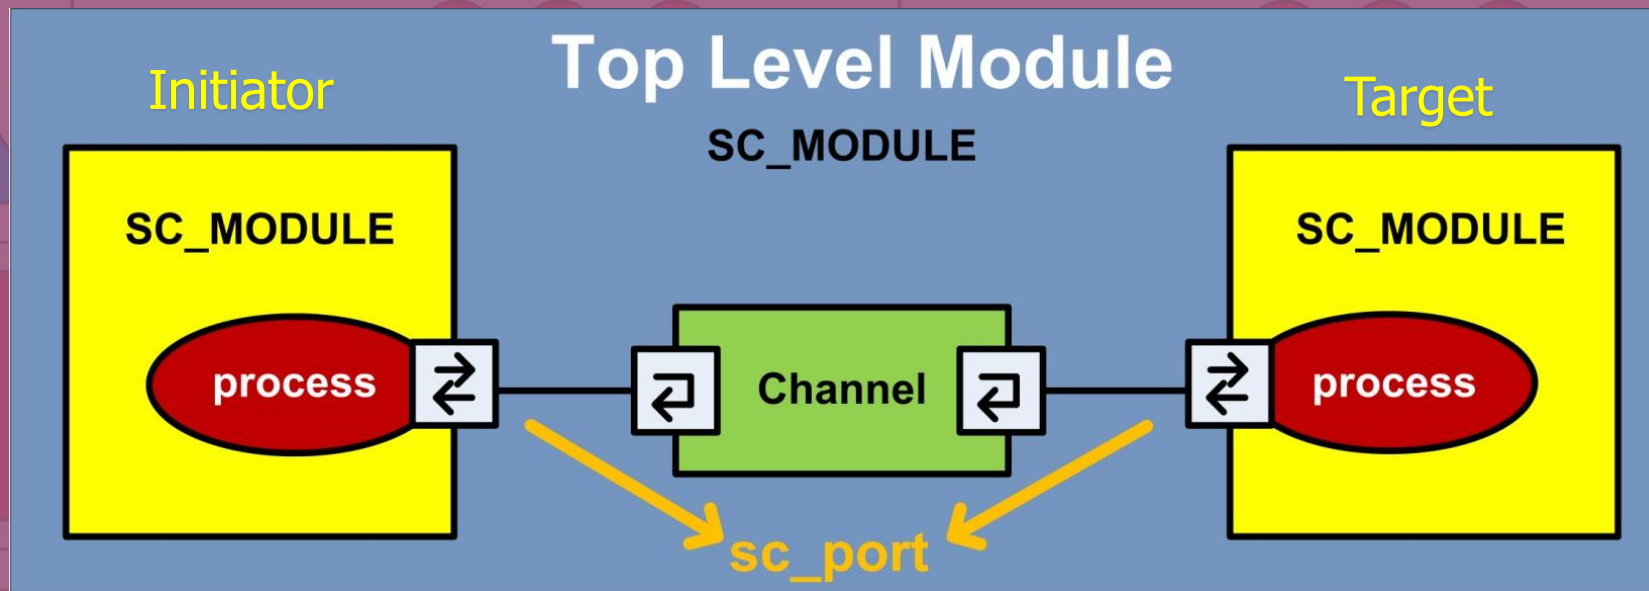 Top Level Module
Initiator
Target
SC_MODULE
SC_MODULE
SC_MODULE
process
Channel
process
sc_port